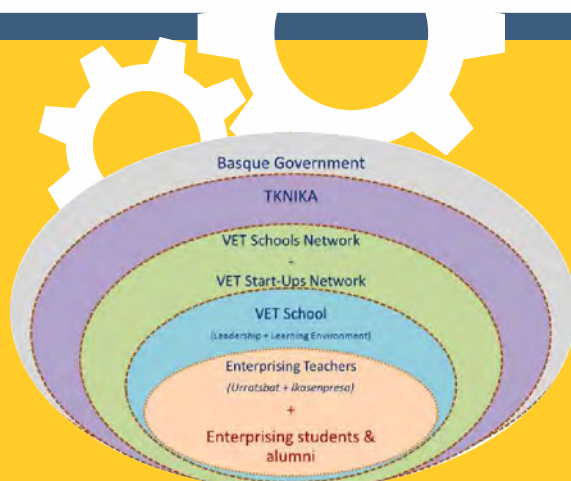 Basque Government
TKNIKA
VET Schools Network
-
VET Start-Ups Network
VET School
(Leadership + Learning Environment)
Enterprising Teachers
(Urratsbat + Ikasenpresa)
+
Enterprising students &
alumni